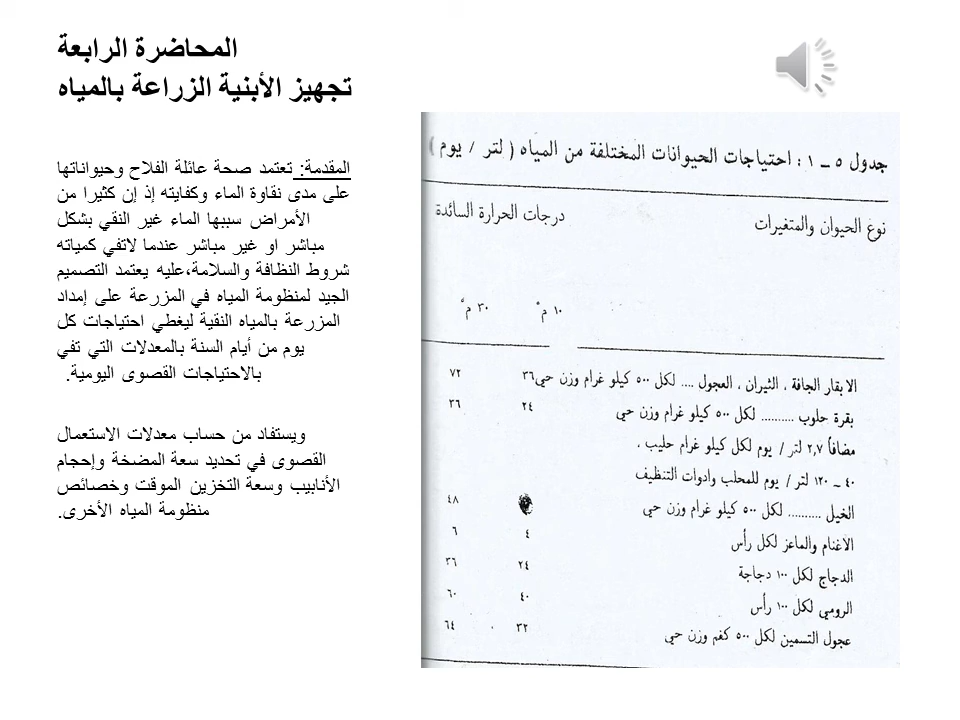 المحاضرة الرابعة
تجهيز الأبنية الزراعة بالمياه
المقدمة: تعتمد صحة عائلة الفلاح وحيواناتها
على مدى نقاوة الماء وكفايته إذ إن كثيرا من
الأمراض سببها الماء غير النقي بشكل
مباشر او غير مباشر عندما لاتفي كمياته
شروط النظافة والسلامة،عليه يعتمد التصميم
الجيد لمنظومة المياه في المزرعة على إمداد
المزرعة بالمياه النقية ليغطي احتياجات كل
يوم من أيام السنة بالمعدلات التي تفي
بالاحتياجات القصوى اليومية.
ويستفاد من حساب معدلات الاستعمال
القصوى في تحديد سعة المضخة وإحجام
الأنابيب وسعة التخزين الموقت وخصائص
منظومة المياه الأخرى.
جدول ٥ – ١ : احتياجات الحيوانات المختلفة من المياه ( لتر / يوم )
نوع الحيوان والمتغيرات درجات الحرارة السائدة
١٠ مْ ٣٠ مْ
الابقار الجافة ، الثيران ، العجول .... لكل ٥٠٠ كيلو غرام وزن حي ٣٦ ٧٢
بقرة حلوب .......... لكل ٥٠٠ كيلو غرام وزن حي ٢٤ ٣٦
مضافاً ٢,٧ لتر / يوم لكل كيلو غرام حليب .
٤٠ – ١٢٠ لتر / يوم للمحلب وادوات التنظيف
الخيل .......... لكل ٥٠٠ كيلو غرام وزن حي ٤٨
الاغنام والماعز لكل رأس ٤ ٦
الدجاج لكل ١٠٠ دجاجة ٢٤ ٣٦
الرومي لكل ١٠٠ رأس ٤٠ ٦٠
عجول التسمين لكل ٥٠٠ كغم وزن حي ٣٢ ٦٤